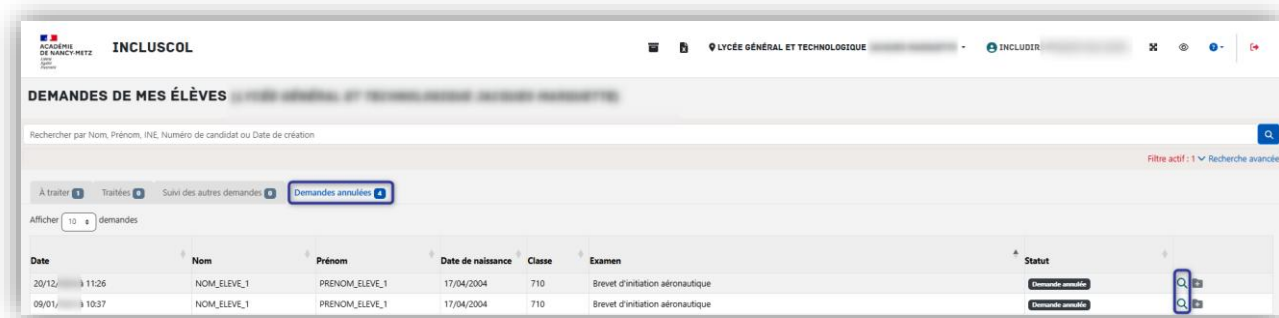 ACADÉMIE
DE NANCY-METZ
Liberté
Égalité
Fraternité
INCLUSCOL
LYCÉE GÉNÉRAL ET TECHNOLOGIQUE
INCLUDIR
DEMANDES DE MES ÉLÈVES
Rechercher par Nom, Prénom, INE, Numéro de candidat ou Date de création
Filtre actif : 1 Recherche avancée
À traiter 1 Traitées 0 Suivi des autres demandes 0 Demandes annulées 4
Afficher 10 demandes
Date Nom Prénom Date de naissance Classe Examen Statut
20/12/ à 11:26 NOM_ELEVE_1 PRENOM_ELEVE_1 17/04/2004 710 Brevet d'initiation aéronautique Demande annulée
09/01/ à 10:37 NOM_ELEVE_1 PRENOM_ELEVE_1 17/04/2004 710 Brevet d'initiation aéronautique Demande annulée